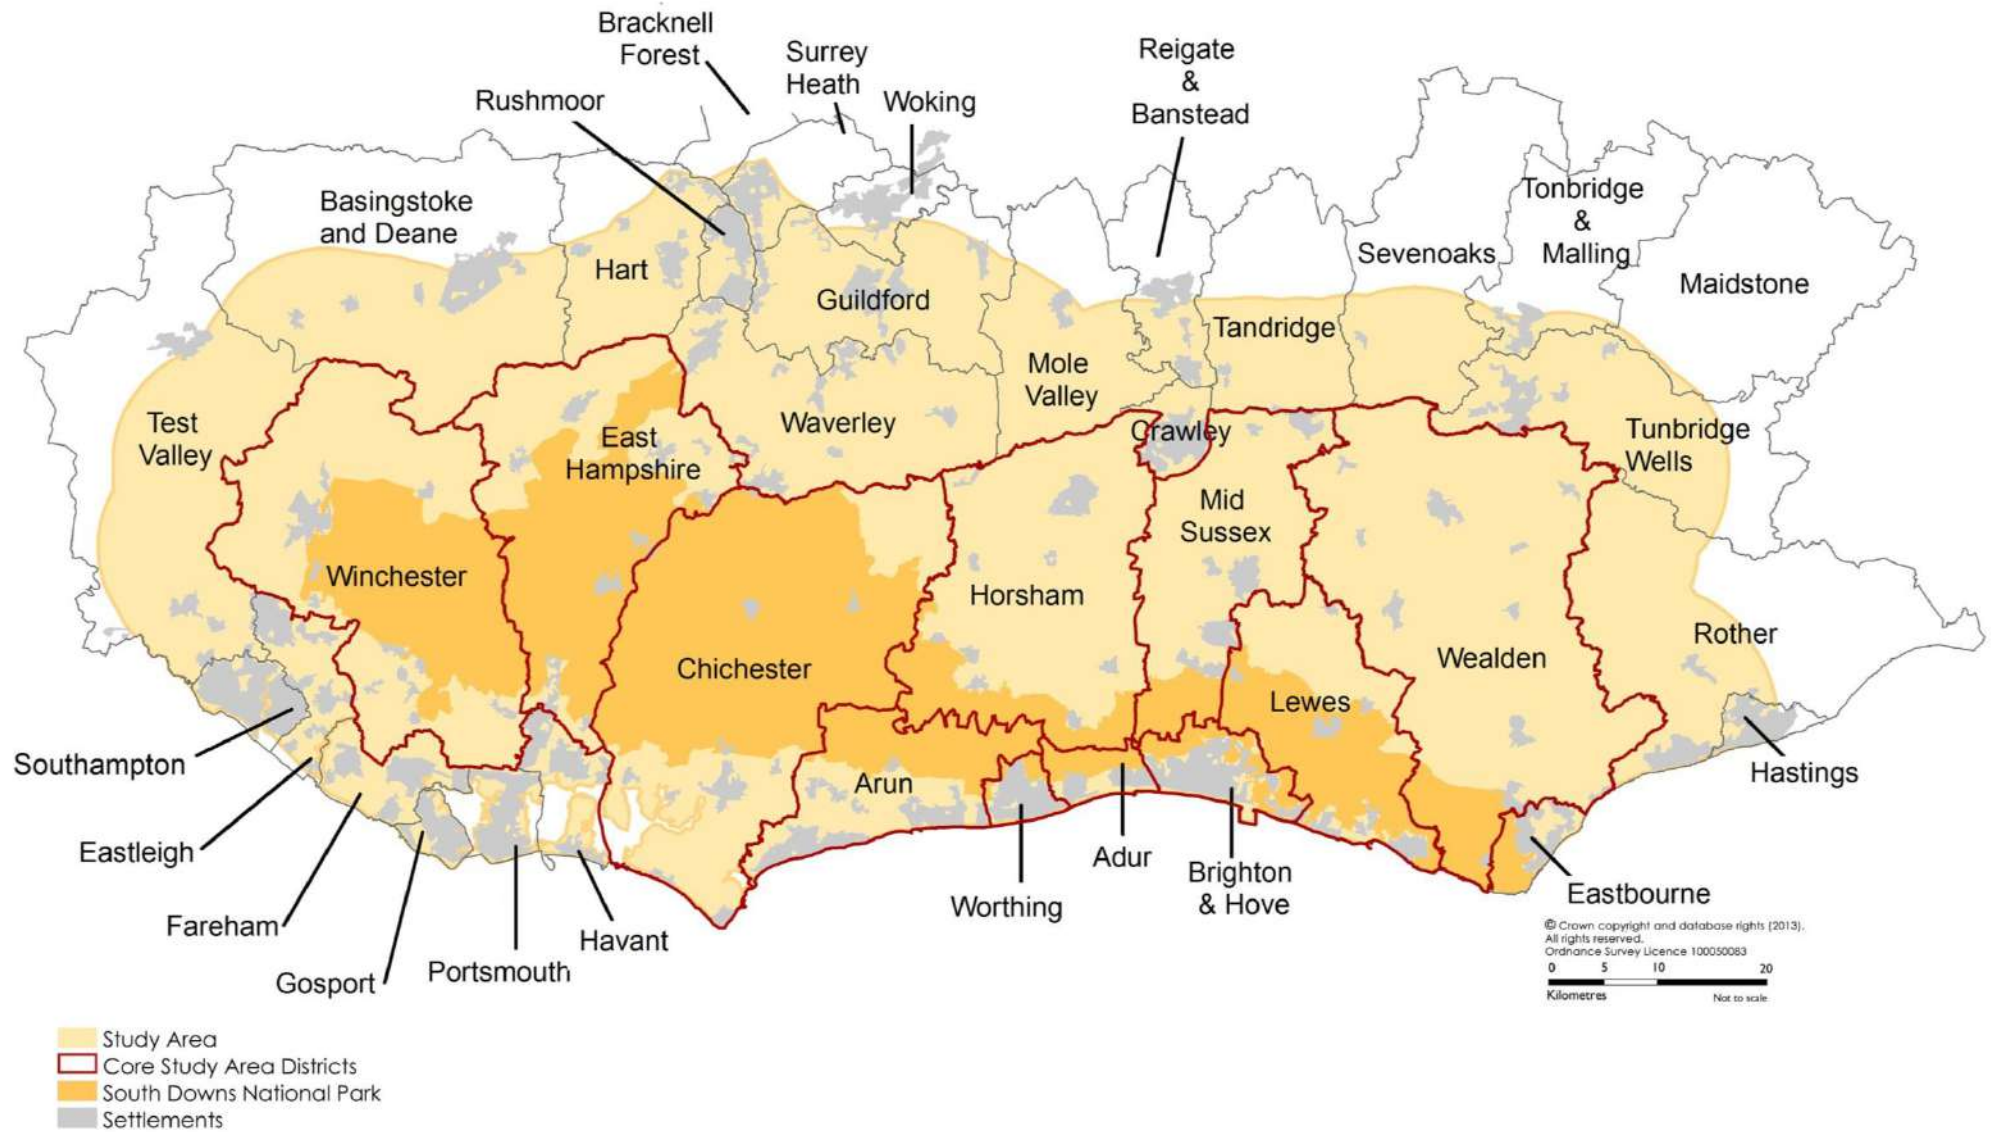 Bracknell
Forest
Surrey
Heath
Reigate
&
Banstead
Rushmoor
Woking
Basingstoke
and Deane
Tonbridge
&
Malling
Sevenoaks
Hart
Guildford
Maidstone
Tandridge
Mole
Valley
Test
Valley
Waverley
Crawley
East
Hampshire
Tunbridge
Wells
Mid
Sussex
Winchester
Horsham
Rother
Chichester
Wealden
Lewes
Southampton
Arun
Hastings
Eastleigh
Adur
Brighton
& Hove
Worthing
Eastbourne
Fareham
Havant
Portsmouth
Gosport
© Crown copyright and database rights (2013).
All rights reserved.
Ordnance Survey Licence 100050083
0 5 10 20
Kilometres Not to scale
Study Area
Core Study Area Districts
South Downs National Park
Settlements